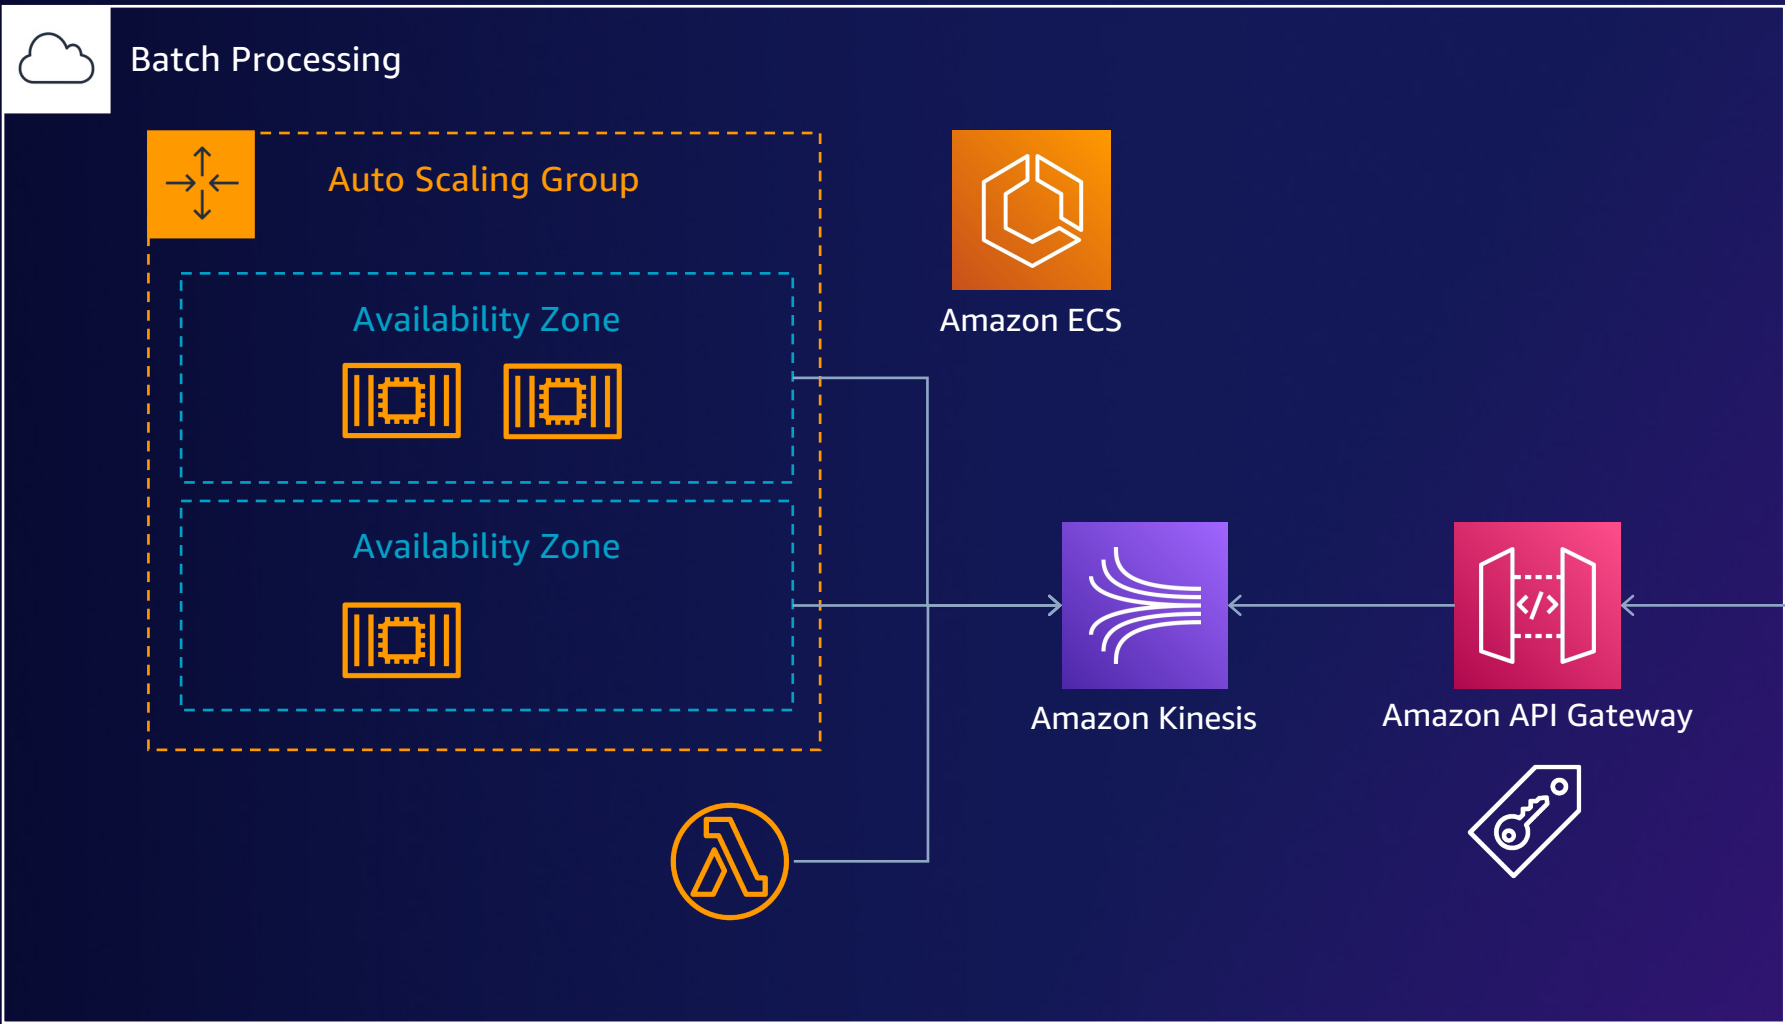 Batch Processing
Auto Scaling Group
Availability Zone
Amazon ECS
Availability Zone
</>
Amazon Kinesis
Amazon API Gateway